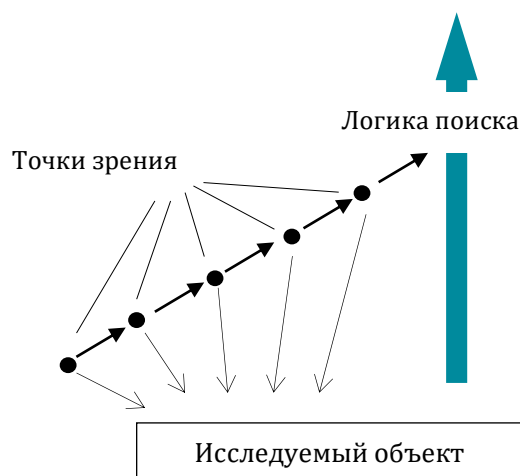 Логика поиска
Точки зрения
Исследуемый объект